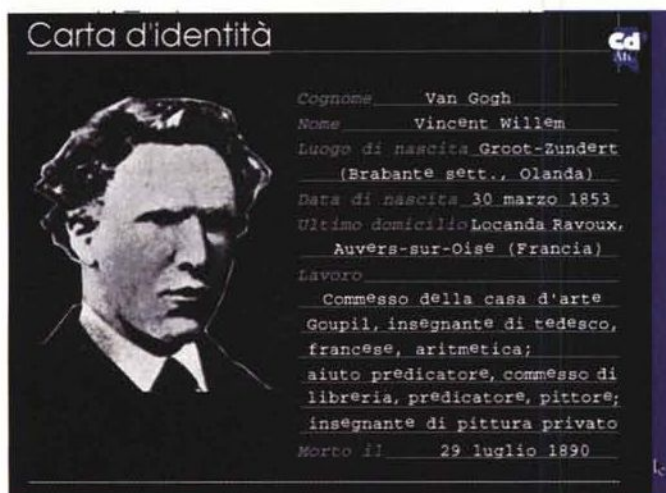 Carta d'identità
Cd
Cognome Van Gogh
Nome Vincent Willem
Luogo di nascita Groot-Zundert
(Brabante sett., Olanda)
Data di nascita 30 marzo 1853
Ultimo domicilio Locanda Ravoux,
Auvers-sur-Oise (Francia)
Lavoro
Commesso della casa d'arte
Goupil, insegnante di tedesco,
francese, aritmetica;
aiuto predicatore, commesso di
libreria, predicatore, pittore;
insegnante di pittura privato
Morto il 29 luglio 1890